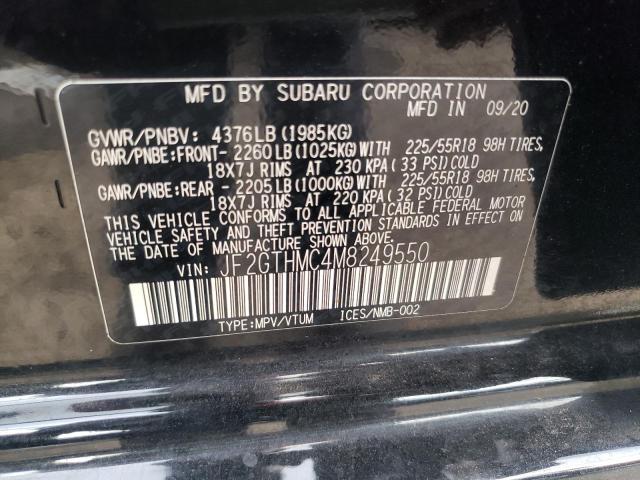 MFD BY SUBARU CORPORATION
MFD IN 09/20
GVWR/PNBV: 4376LB(1985KG)
GAWR/PNBE:FRONT- 2260LB(1025KG)WITH 225/55R18 98H TIRES,
18X7J RIMS AT 230 KPA(33 PSI)COLD
GAWR/PNBE:REAR - 2205LB(1000KG)WITH 225/55R18 98H TIRES,
18X7J RIMS AT 220 KPA(32 PSI)COLD
THIS VEHICLE CONFORMS TO ALL APPLICABLE FEDERAL MOTOR
VEHICLE SAFETY AND THEFT PREVENTION STANDARDS IN EFFECT ON
THE DATE OF MANUFACTURE SHOWN ABOVE.
VIN: JF2GTHMC4M8249550
TYPE:MPV/VTUM ICES/NMB-002